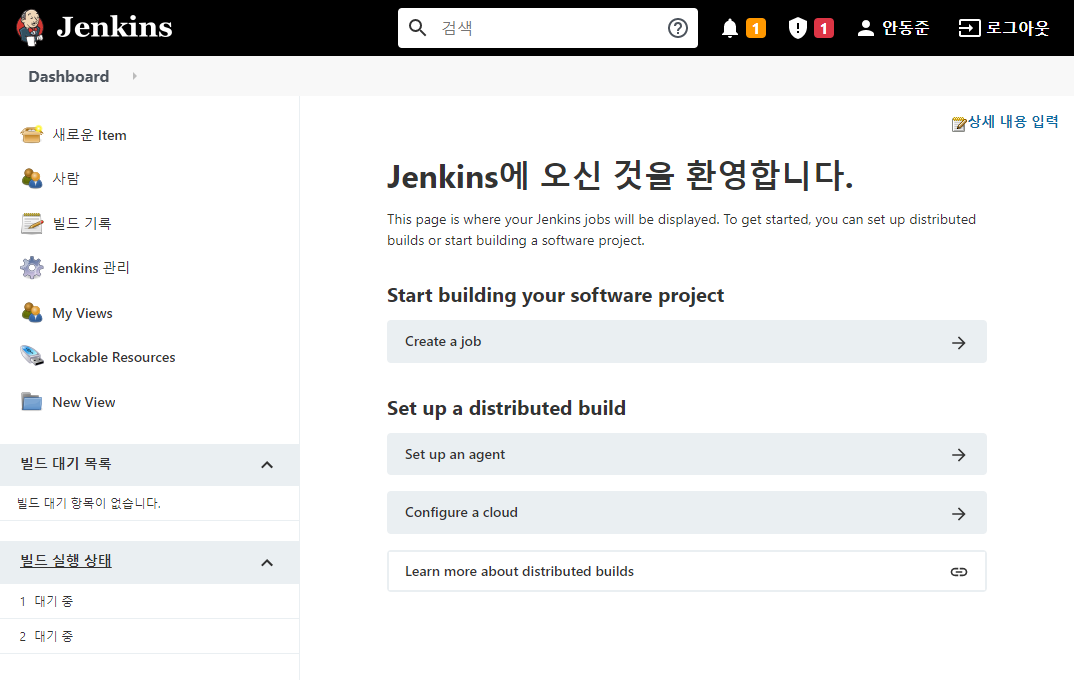 Jenkins
검색
1
1
안동준
로그아웃
Dashboard
상세 내용 입력
새로운 Item
사람
빌드 기록
Jenkins 관리
My Views
Lockable Resources
New View
빌드 대기 목록
빌드 대기 항목이 없습니다.
빌드 실행 상태
1 대기 중
2 대기 중
Jenkins에 오신 것을 환영합니다.
This page is where your Jenkins jobs will be displayed. To get started, you can set up distributed
builds or start building a software project.
Start building your software project
Create a job
Set up a distributed build
Set up an agent
Configure a cloud
Learn more about distributed builds